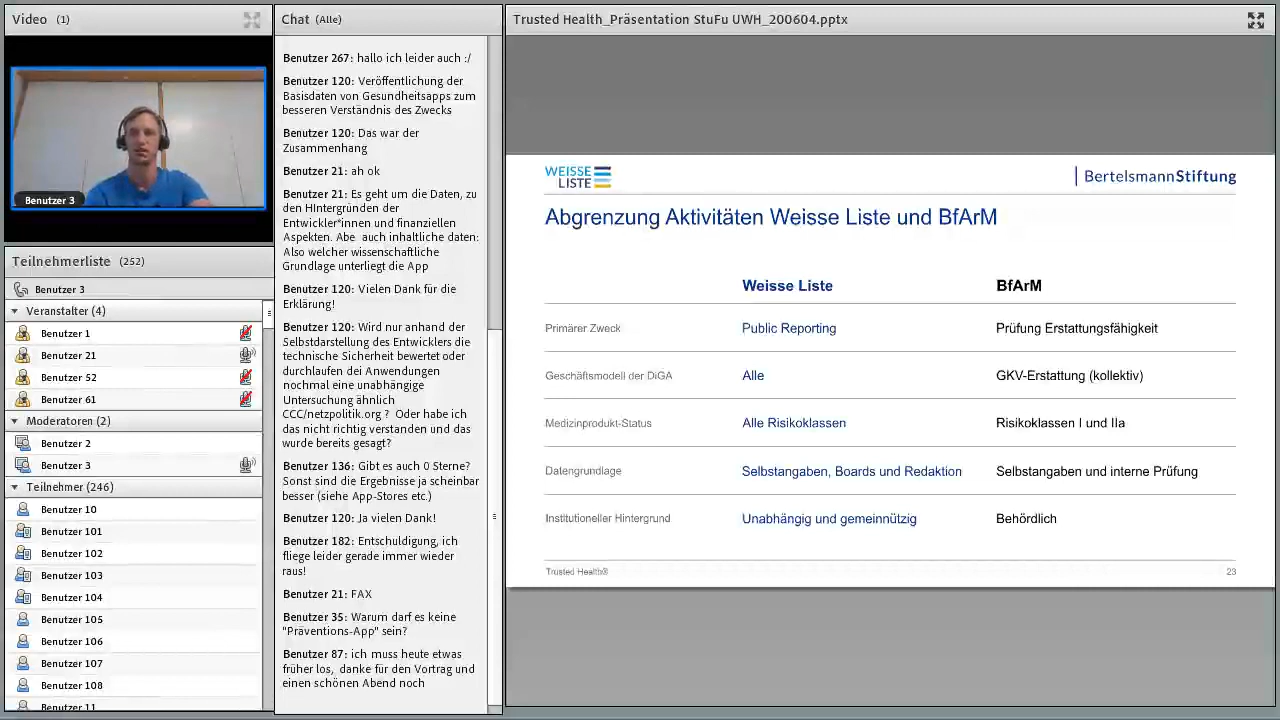 Video (1)
Benutzer 3
Teilnehmerliste (252)
Benutzer 3
Veranstalter (4)
Benutzer 1
Benutzer 21
Benutzer 52
Benutzer 61
Moderatoren (2)
Benutzer 2
Benutzer 3
Teilnehmer (246)
Benutzer 10
Benutzer 101
Benutzer 102
Benutzer 103
Benutzer 104
Benutzer 105
Benutzer 106
Benutzer 107
Benutzer 108
Benutzer 11
Chat (Alle)
Benutzer 267: hallo ich leider auch :/
Benutzer 120: Veröffentlichung der
Basisdaten von Gesundheitsapps zum
besseren Verständnis des Zwecks
Benutzer 120: Das war der
Zusammenhang
Benutzer 21: ah ok
Benutzer 21: Es geht um die Daten, zu
den HIntergründen der
Entwickler*innen und finanziellen
Aspekten. Abe auch inhaltliche daten:
Also welcher wissenschaftliche
Grundlage unterliegt die App
Benutzer 120: Vielen Dank für die
Erklärung!
Benutzer 120: Wird nur anhand der
Selbstdarstellung des Entwicklers die
technische Sicherheit bewertet oder
durchlaufen dei Anwendungen
nochmal eine unabhängige
Untersuchung ähnlich
CCC/netzpolitik.org ? Oder habe ich
das nicht richtig verstanden und das
wurde bereits gesagt?
Benutzer 136: Gibt es auch 0 Sterne?
Sonst sind die Ergebnisse ja scheinbar
besser (siehe App-Stores etc.)
Benutzer 120: Ja vielen Dank!
Benutzer 182: Entschuldigung, ich
fliege leider gerade immer wieder
raus!
Benutzer 21: FAX
Benutzer 35: Warum darf es keine
"Präventions-App" sein?
Benutzer 87: ich muss heute etwas
früher los, danke für den Vortrag und
einen schönen Abend noch
Trusted Health_Präsentation StuFu UWH_200604.pptx
WEISSE
LISTE
BertelsmannStiftung
Abgrenzung Aktivitäten Weisse Liste und BfArM
Weisse Liste BfArM
Primärer Zweck Public Reporting Prüfung Erstattungsfähigkeit
Geschäftsmodell der DiGA Alle GKV-Erstattung (kollektiv)
Medizinprodukt-Status Alle Risikoklassen Risikoklassen I und IIa
Datengrundlage Selbstangaben, Boards und Redaktion Selbstangaben und interne Prüfung
Institutioneller Hintergrund Unabhängig und gemeinnützig Behördlich
Trusted Health® 23